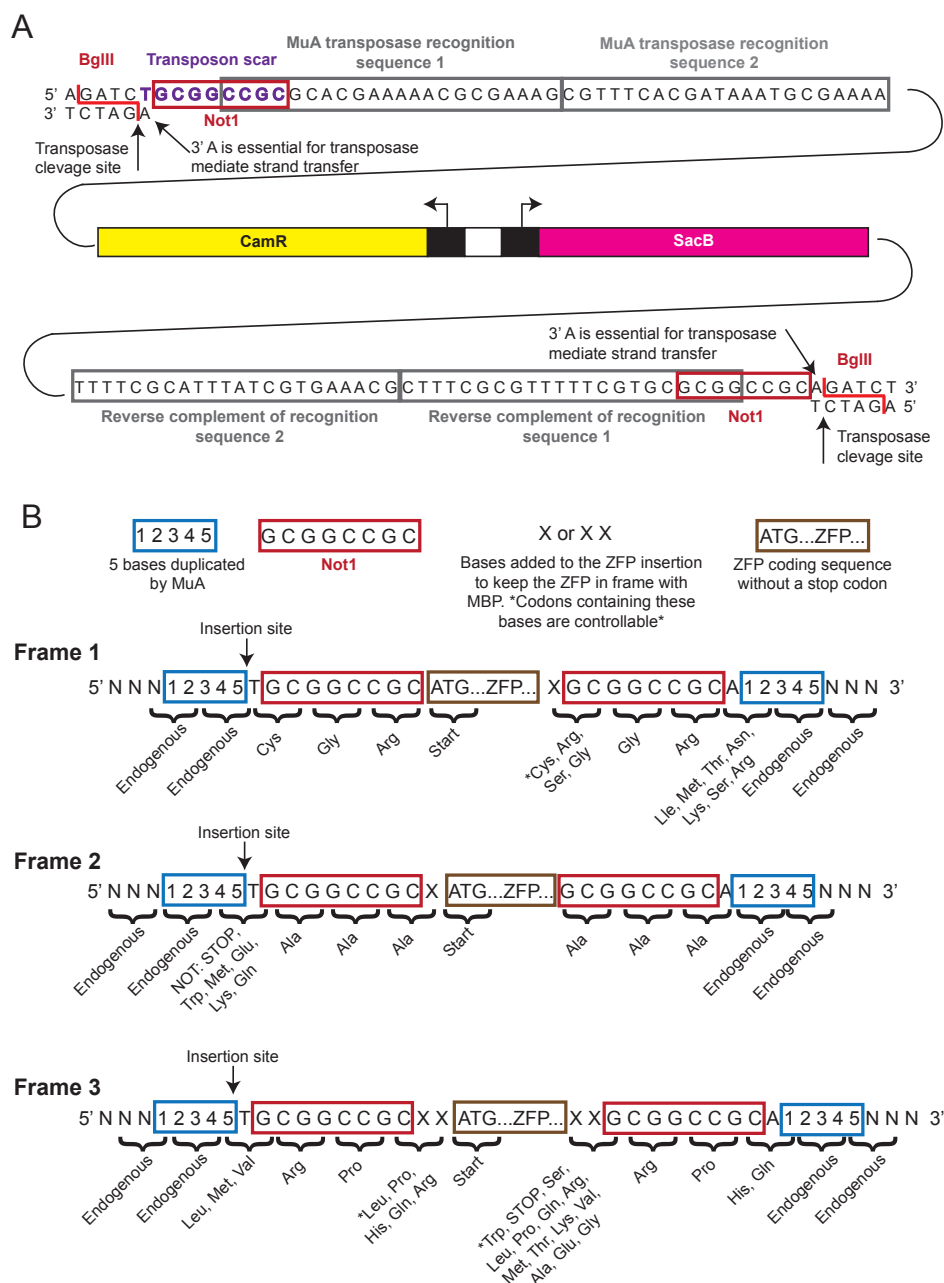 A
MuA transposase recognition
sequence 1
MuA transposase recognition
sequence 2
BglII
Transposon scar
5' AGATCTGCGGCCGCGCACGAAAAACGCGAAAGCGTTTCACGATAAATGCGAAAA
3' TCTAGA
Not1
Transposase
clevage site
3' A is essential for transposase
mediate strand transfer
CamR
SacB
3' A is essential for transposase
mediate strand transfer
BglII
TTTTCGCATTTATCGTGAAACGCTTTCGCGTTTTTCGTGCGCGGCCGCAGATCT 3'
TCTAGA 5'
Reverse complement of recognition
sequence 2
Reverse complement of recognition
sequence 1
Not1
Transposase
clevage site
B
1 2 3 4 5
5 bases duplicated
by MuA
G C G G C C G C
Not1
X or X X
Bases added to the ZFP insertion
to keep the ZFP in frame with
MBP. *Codons containing these
bases are controllable*
ATG...ZFP...
ZFP coding sequence
without a stop codon
Insertion site
Frame 1
5' N N N 1 2 3 4 5 T G C G G C C G C ATG...ZFP... X G C G G C C G C A 1 2 3 4 5 N N N 3'
Endogenous
Endogenous
Cys
Gly
Arg
Start
*Cys, Arg,
Ser, Gly
Gly
Arg
Lle, Met, Thr, Asn,
Lys, Ser, Arg
Endogenous
Endogenous
Insertion site
Frame 2
5' N N N 1 2 3 4 5 T G C G G C C G C X ATG...ZFP... G C G G C C G C A 1 2 3 4 5 N N N 3'
Endogenous
Endogenous
NOT: STOP,
Trp, Met, Glu,
Lys, Gln
Ala
Ala
Ala
Start
Ala
Ala
Ala
Endogenous
Endogenous
Insertion site
Frame 3
5' N N N 1 2 3 4 5 T G C G G C C G C X X ATG...ZFP... X X G C G G C C G C A 1 2 3 4 5 N N N 3'
Endogenous
Endogenous
Leu, Met, Val
Arg
Pro
*Leu, Pro,
His, Gln, Arg
Start
*Trp, STOP, Ser,
Leu, Pro, Gln, Arg,
Met, Thr, Lys, Val,
Ala, Glu, Gly
Arg
Pro
His, Gln
Endogenous
Endogenous